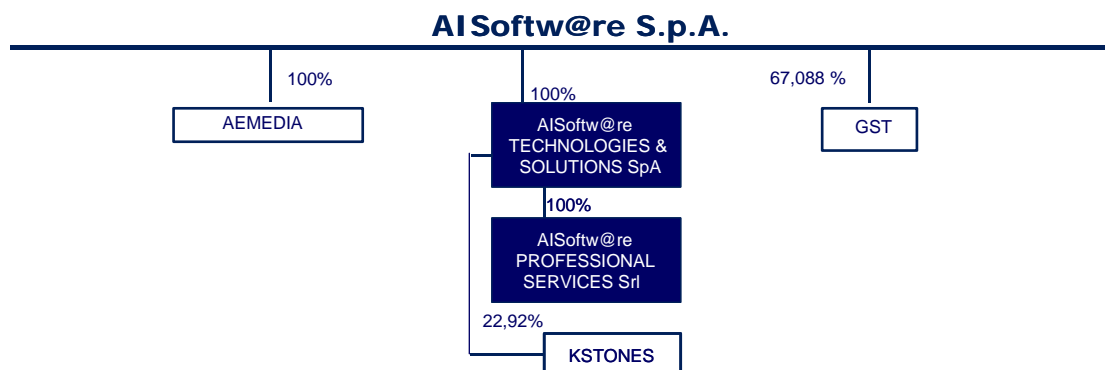 AISoftw@re S.p.A.
100%
AEMEDIA
100%
AISoftw@re
TECHNOLOGIES &
SOLUTIONS SpA
67,088 %
GST
100%
AISoftw@re
PROFESSIONAL
SERVICES Srl
22,92%
KSTONES